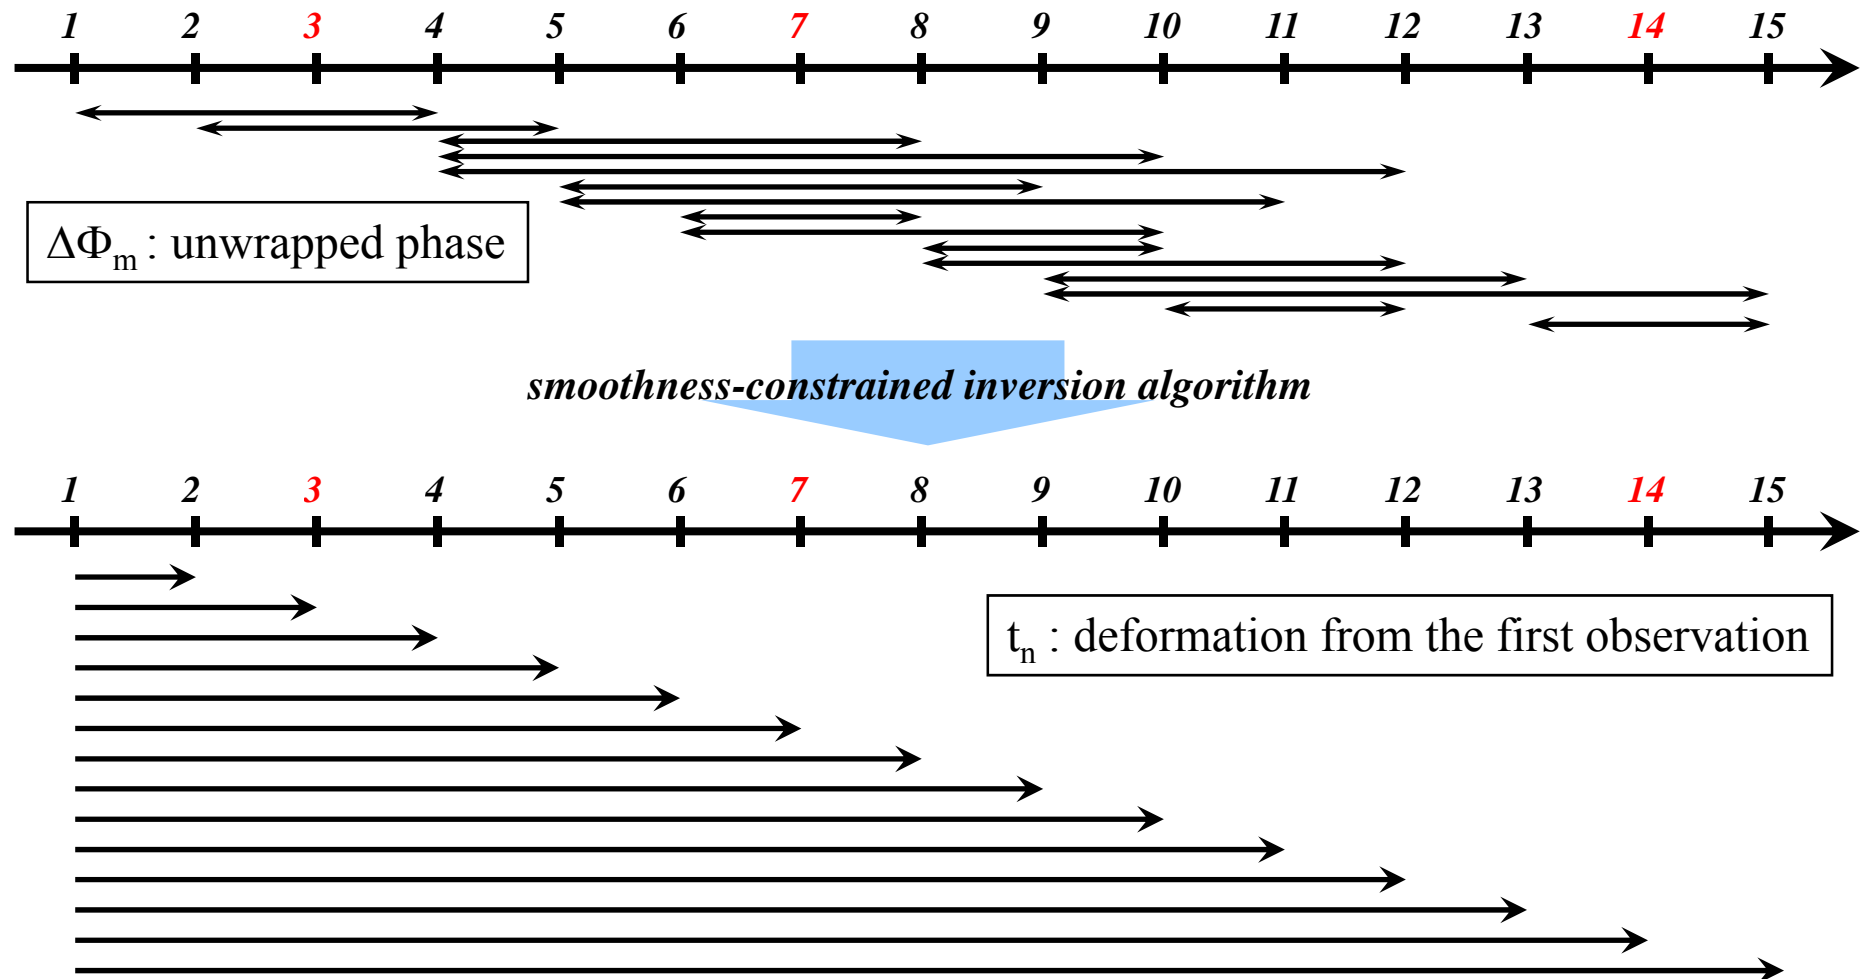 1 2 3 4 5 6 7 8 9 10 11 12 13 14 15
ΔΦm : unwrapped phase
smoothness-constrained inversion algorithm
1 2 3 4 5 6 7 8 9 10 11 12 13 14 15
tn : deformation from the first observation